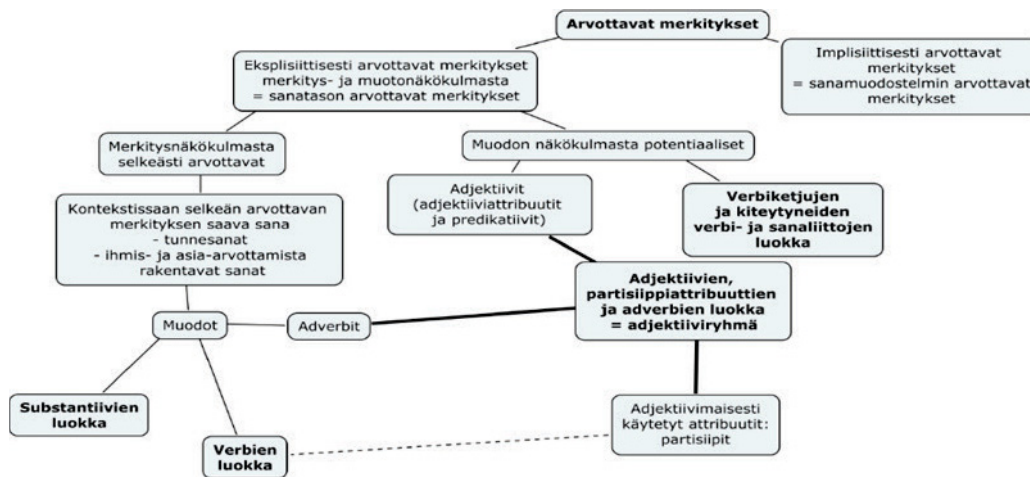 Arvottavat merkitykset
Eksplisiittisesti arvottavat merkitykset
merkitys- ja muotonäkökulmasta
= sanatason arvottavat merkitykset
Implisiittisesti arvottavat
merkitykset
= sanamuodostelmin arvottavat
merkitykset
Merkitysnäkökulmasta
selkeästi arvottavat
Muodon näkökulmasta potentiaaliset
Kontekstissaan selkeän arvottavan
merkityksen saava sana
- tunnesanat
- ihmis- ja asia-arvottamista
rakentavat sanat
Adjektiivit
(adjektiiviattribuutit
ja predikatiivit)
Verbiketjujen
ja kiteytyneiden
verbi- ja sanaliittojen
luokka
Adjektiivien,
partisiippiattribuuttien
ja adverbien luokka
= adjektiiviryhmä
Muodot
Adverbit
Substantiivien
luokka
Verbien
luokka
Adjektiivimaisesti
käytetyt attribuutit:
partisiipit